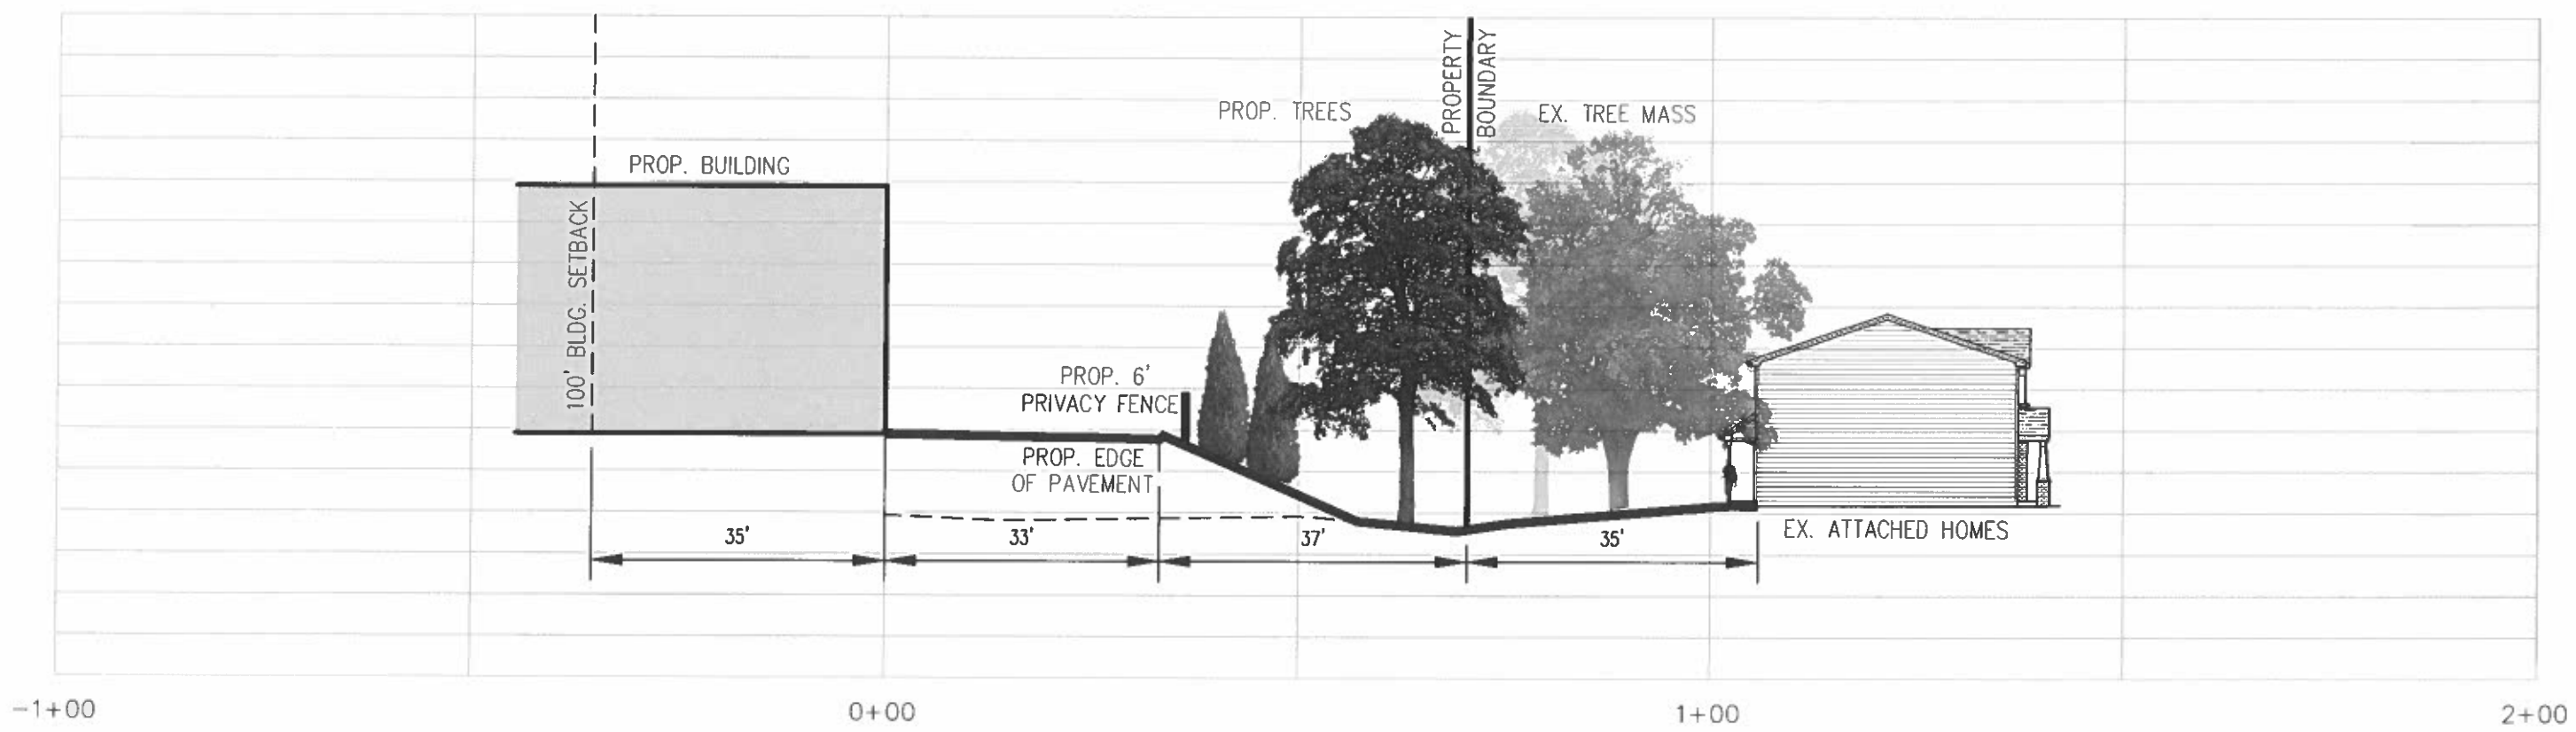 PROPERTY
BOUNDARY
PROP. TREES
EX. TREE MASS
PROP. BUILDING
100' BLDG. SETBACK
PROP. 6'
PRIVACY FENCE
PROP. EDGE
OF PAVEMENT
35'
33'
37'
35'
EX. ATTACHED HOMES
-1+00
0+00
1+00
2+00